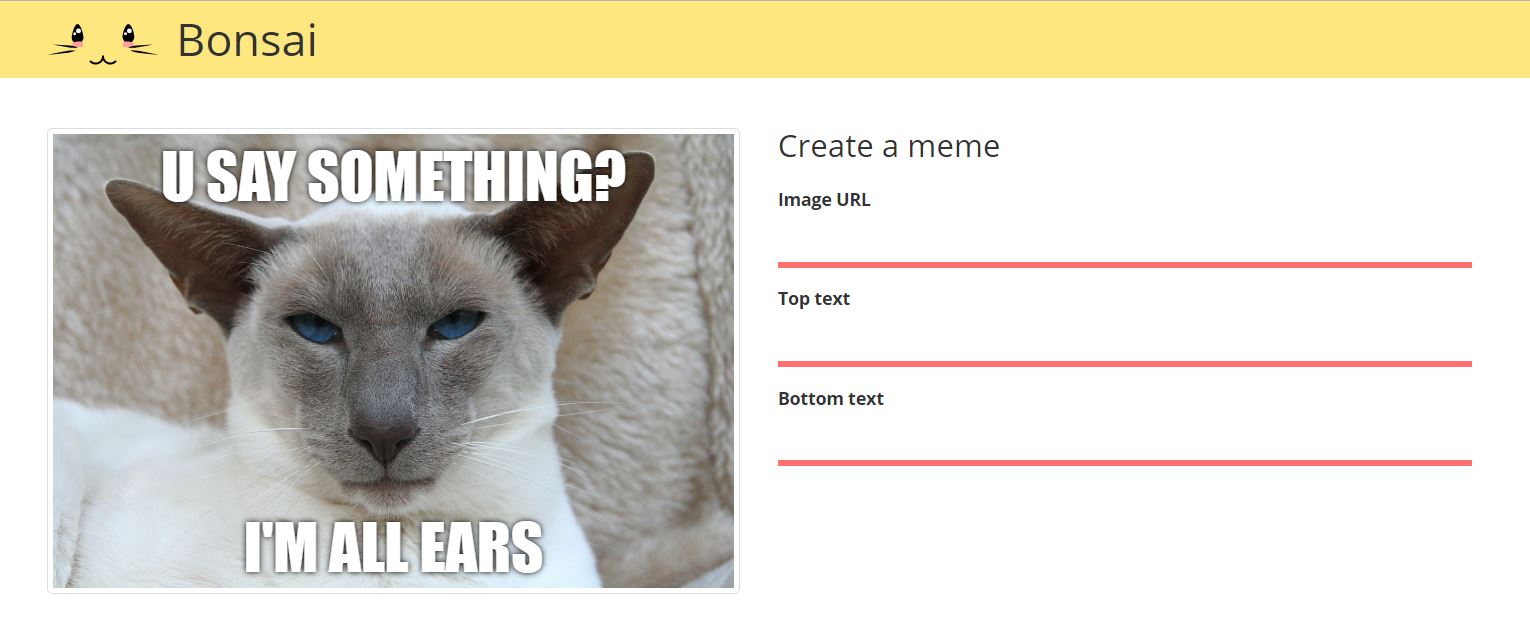 Bonsai
U SAY SOMETHING?
I'M ALL EARS
Create a meme
Image URL
Top text
Bottom text